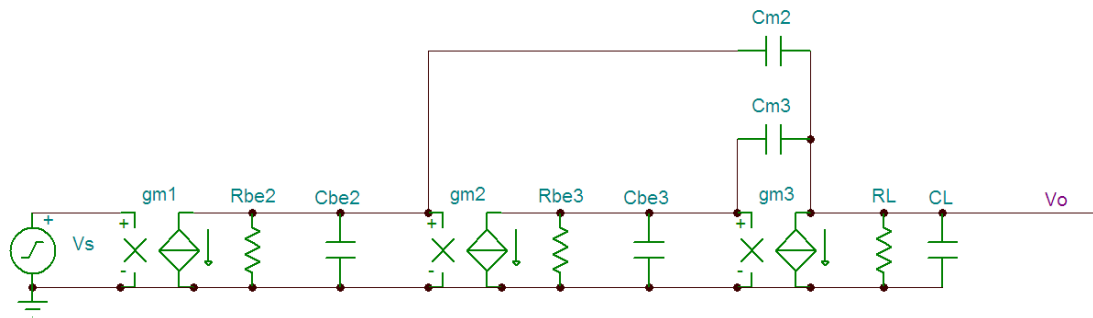 Cm2
Cm3
gm1 Rbe2 Cbe2 gm2 Rbe3 Cbe3 gm3 RL CL Vo
+ + + +
Vs
- - -